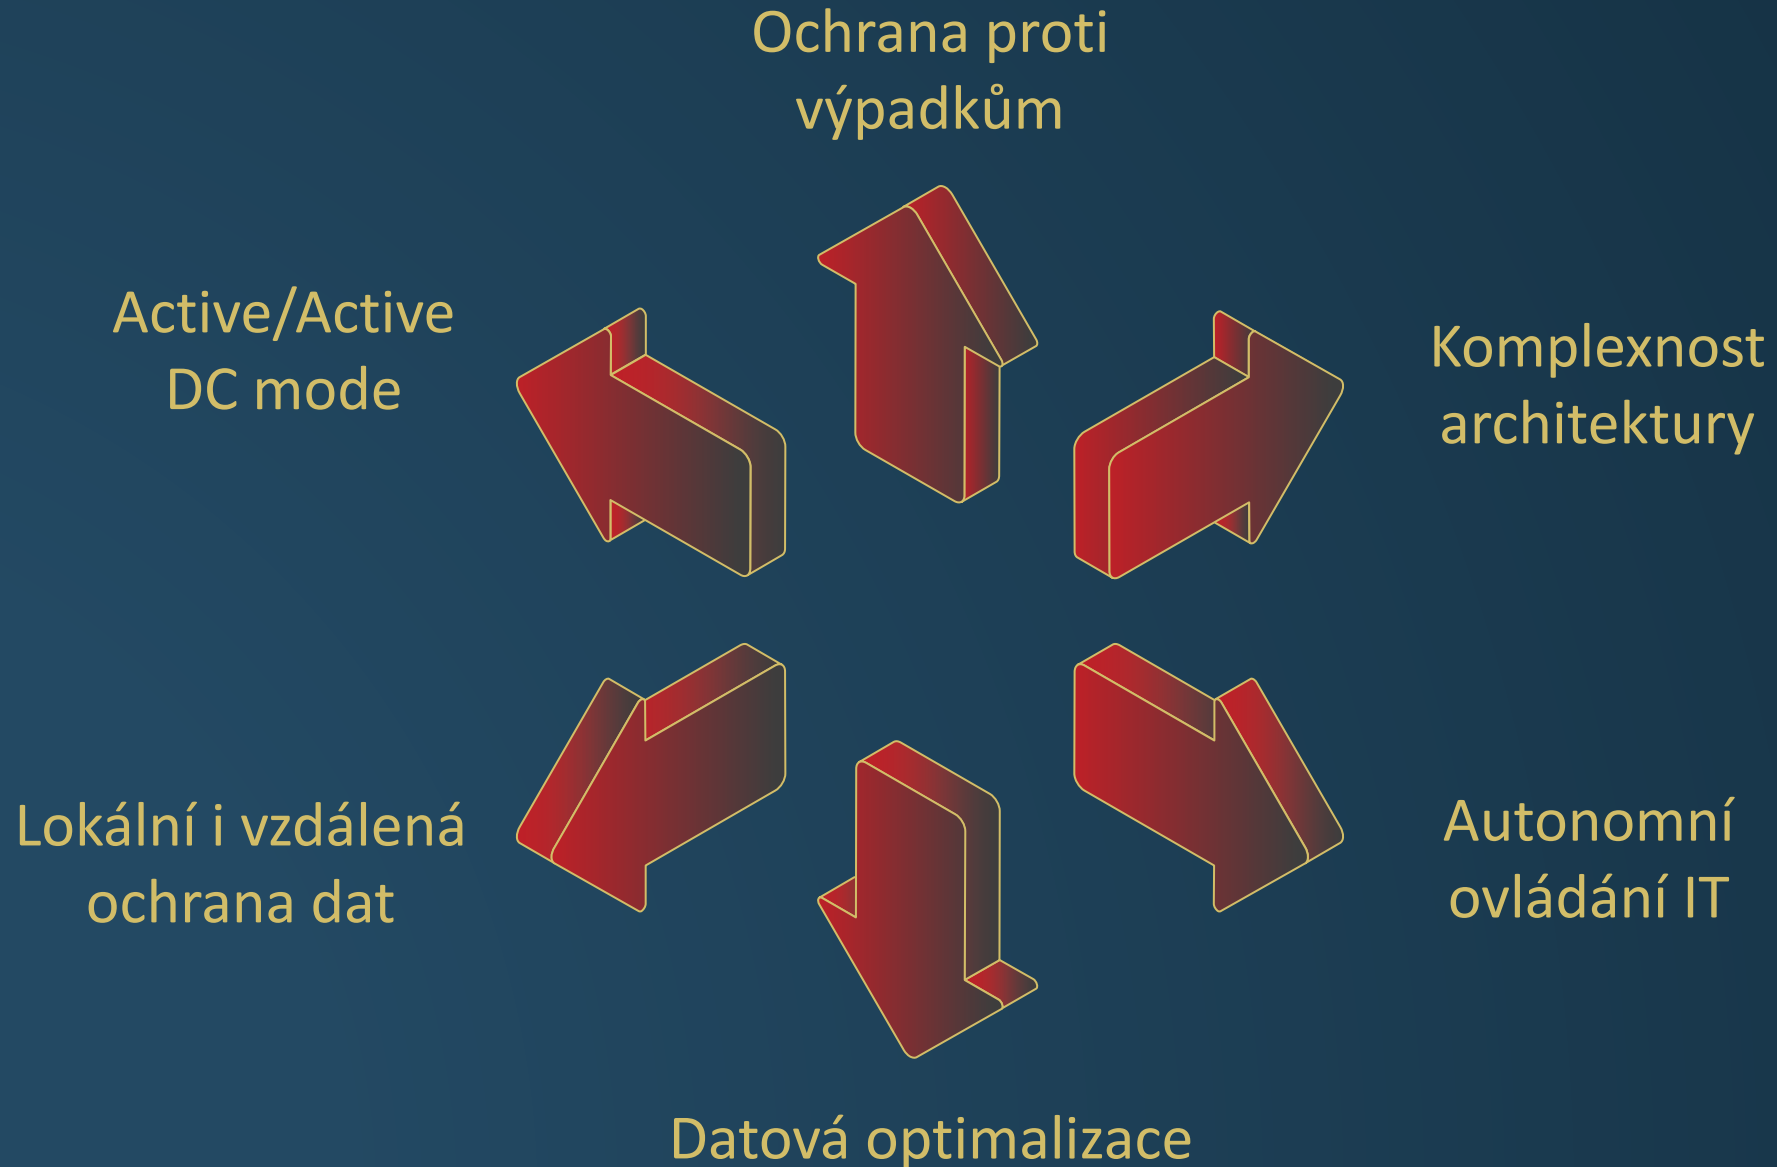 Ochrana proti
výpadkům
Active/Active
DC mode
Komplexnost
architektury
Lokální i vzdálená
ochrana dat
Autonomní
ovládání IT
Datová optimalizace